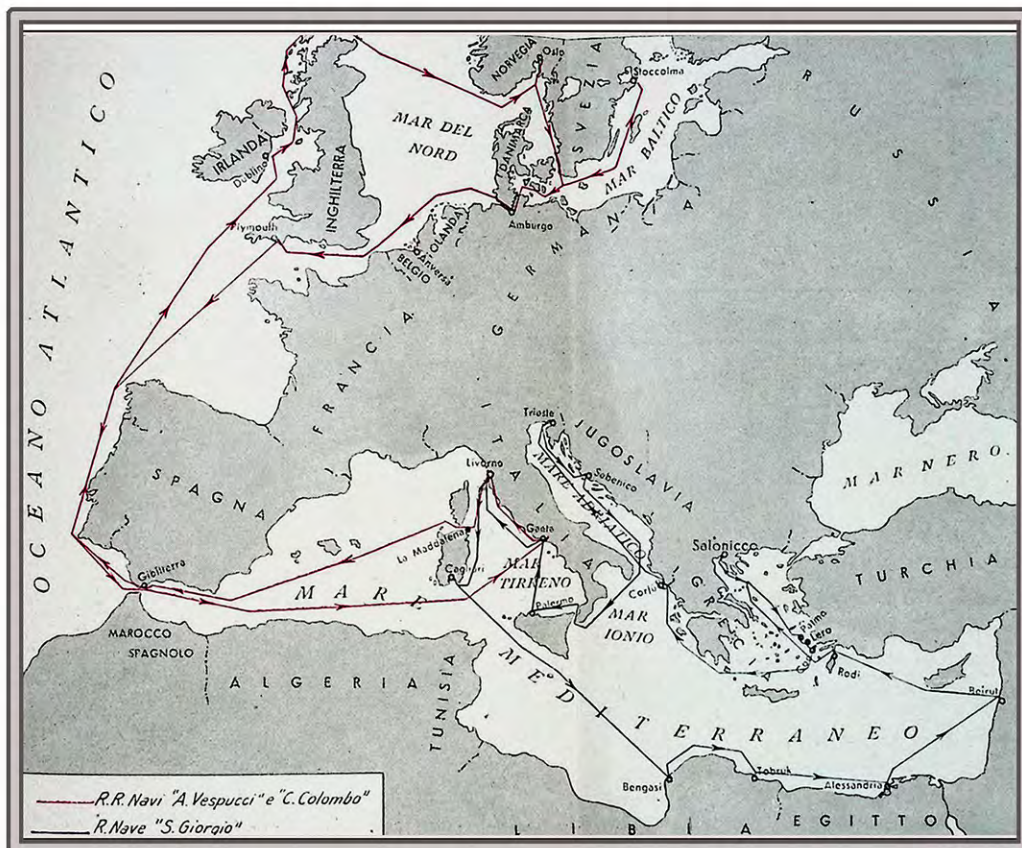 OCEANO ATLANTICO
NORVEGIA
Oslo
SVEZIA
Stoccolma
RUSSIA
MAR DEL
NORD
DANIMARCA
MAR BALTICO
IRLANDA
Dublino
INGHILTERRA
Plymouth
Amburgo
OLANDA
Anversa
BELGIO
GERMANIA
FRANCIA
ITALIA
Trieste
JUGOSLAVIA
Sebenico
MARE ADRIATICO
MAR NERO.
SPAGNA
Livorno
La Maddalena
Gaeta
Cagliari
MAR
TIRRENO
Palermo
Salonicco
TURCHIA
Corfu
GRECIA
MAR
IONIO
Patmo
Lero
Rodi
Gibilterra
MARE MEDITERRANEO
MAROCCO
SPAGNOLO
ALGERIA
TUNISIA
Beirut
Bengasi
Tobruk
Alessandria
LIBIA
EGITTO
R.R. Navi "A. Vespucci" e "C. Colombo"
R. Nave "S. Giorgio"